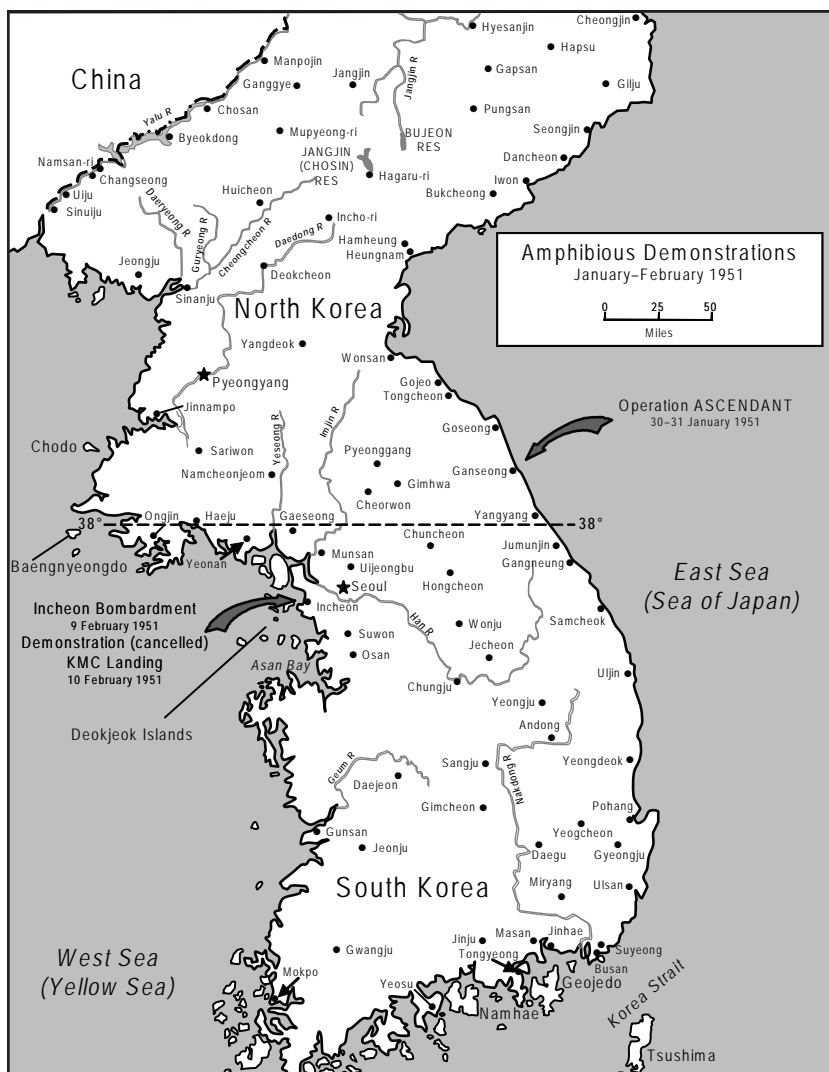 Cheongjin
Hyesanjin
Hapsu
China
Manpojin
Gapsan
Jangjin R
Ganggye
Jangjin
Gilju
Chosan
Pungsan
Yalu R
Mupyeong-ri
BUJEON
RES
Seongjin
Byeokdong
JANGJIN
(CHOSIN)
RES
Dancheon
Namsan-ri
Hagaru-ri
Iwon
Changseong
Bukcheong
Uiju
Huicheon
Sinuiju
Daeryeong R
Guryeong R
Cheongcheon R
Incho-ri
Daedong R
Hamheung
Heungnam
Amphibious Demonstrations
January–February 1951
0 25 50
Miles
Jeongju
Deokcheon
Sinanju
North Korea
Yangdeok
Wonsan
Pyeongyang
Gojeo
Tongcheon
Jinnampo
Imjin R
Yeseong R
Operation ASCENDANT
30–31 January 1951
Goseong
Chodo
Sariwon
Pyeonggang
Namcheonjeom
Gimhwa
Ganseong
Cheorwon
Ongjin
Haeju
Gaeseong
Yangyang
38°
38°
Baengnyeongdo
Yeonan
Munsan
Chuncheon
Jumunjin
Uijeongbu
Gangneung
Seoul
Hongcheon
East Sea
(Sea of Japan)
Incheon Bombardment
9 February 1951
Demonstration (cancelled)
KMC Landing
10 February 1951
Incheon
Samcheok
Han R
Wonju
Suwon
Osan
Jecheon
Asan Bay
Uljin
Chungju
Deokjeok Islands
Yeongju
Andong
Geum R
Sangju
Nakdong R
Yeongdeok
Daejeon
Gimcheon
Pohang
Gunsan
Yeogcheon
Jeonju
Daegu
Gyeongju
South Korea
Miryang
Ulsan
West Sea
(Yellow Sea)
Gwangju
Jinju
Masan
Jinhae
Suyeong
Tongyeong
Busan
Mokpo
Yeosu
Geojedo
Namhae
Korea Strait
Tsushima